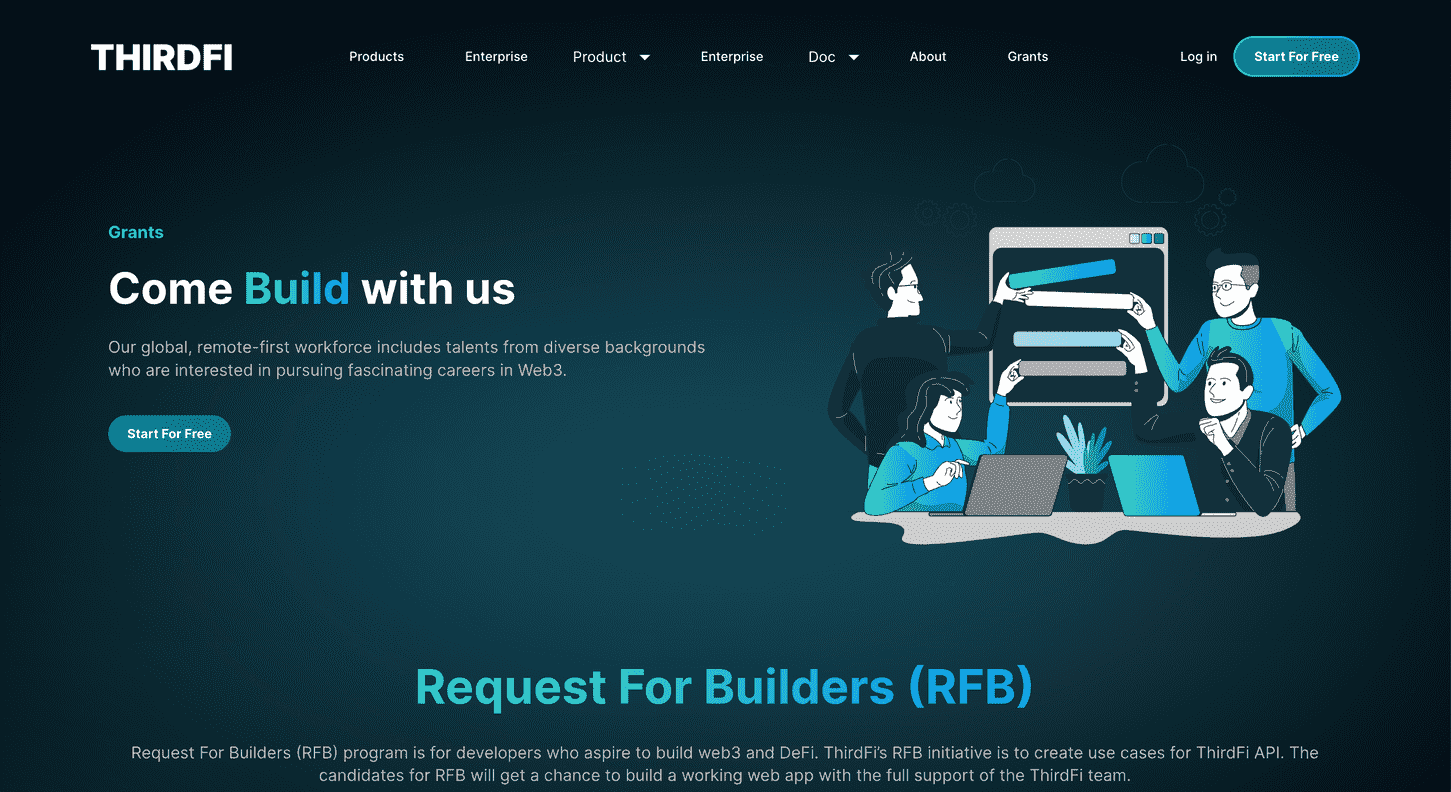 THIRDFI
Products
Enterprise
Product
Enterprise
Doc
About
Grants
Log in
Start For Free
Grants
Come Build with us
Our global, remote-first workforce includes talents from diverse backgrounds
who are interested in pursuing fascinating careers in Web3.
Start For Free
Request For Builders (RFB)
Request For Builders (RFB) program is for developers who aspire to build web3 and DeFi. ThirdFi’s RFB initiative is to create use cases for ThirdFi API. The
candidates for RFB will get a chance to build a working web app with the full support of the ThirdFi team.